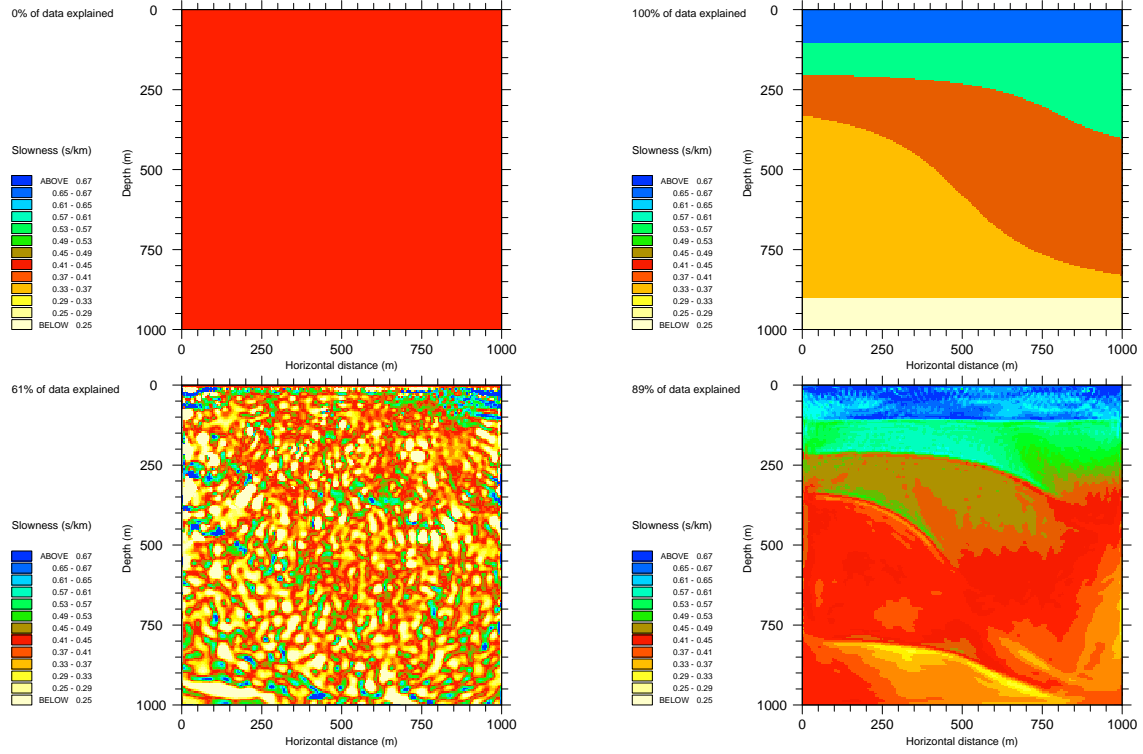 0% of data explained
0
250
500
750
1000
Depth (m)
0 250 500 750 1000
Horizontal distance (m)
Slowness (s/km)
ABOVE 0.67
0.65 - 0.67
0.61 - 0.65
0.57 - 0.61
0.53 - 0.57
0.49 - 0.53
0.45 - 0.49
0.41 - 0.45
0.37 - 0.41
0.33 - 0.37
0.29 - 0.33
0.25 - 0.29
BELOW 0.25
100% of data explained
0
250
500
750
1000
Depth (m)
0 250 500 750 1000
Horizontal distance (m)
Slowness (s/km)
ABOVE 0.67
0.65 - 0.67
0.61 - 0.65
0.57 - 0.61
0.53 - 0.57
0.49 - 0.53
0.45 - 0.49
0.41 - 0.45
0.37 - 0.41
0.33 - 0.37
0.29 - 0.33
0.25 - 0.29
BELOW 0.25
61% of data explained
0
250
500
750
1000
Depth (m)
0 250 500 750 1000
Horizontal distance (m)
Slowness (s/km)
ABOVE 0.67
0.65 - 0.67
0.61 - 0.65
0.57 - 0.61
0.53 - 0.57
0.49 - 0.53
0.45 - 0.49
0.41 - 0.45
0.37 - 0.41
0.33 - 0.37
0.29 - 0.33
0.25 - 0.29
BELOW 0.25
89% of data explained
0
250
500
750
1000
Depth (m)
0 250 500 750 1000
Horizontal distance (m)
Slowness (s/km)
ABOVE 0.67
0.65 - 0.67
0.61 - 0.65
0.57 - 0.61
0.53 - 0.57
0.49 - 0.53
0.45 - 0.49
0.41 - 0.45
0.37 - 0.41
0.33 - 0.37
0.29 - 0.33
0.25 - 0.29
BELOW 0.25